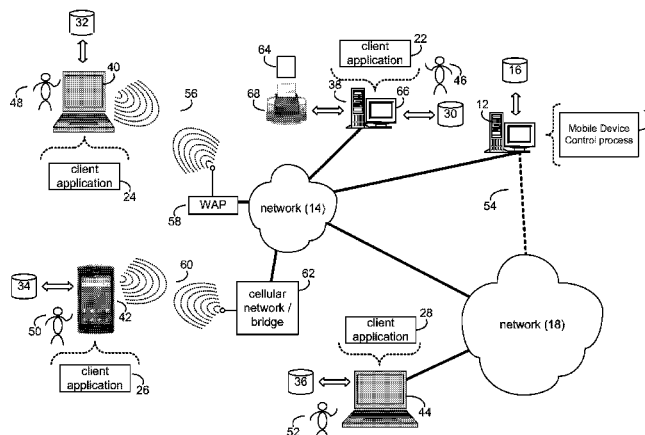 32
40
48
56
client
application
24
64
68
client
application
22
38
66
46
30
16
12
Mobile Device
Control process
54
58
WAP
network (14)
34
42
50
60
62
cellular
network /
bridge
client
application
26
client
application
28
36
44
52
network (18)